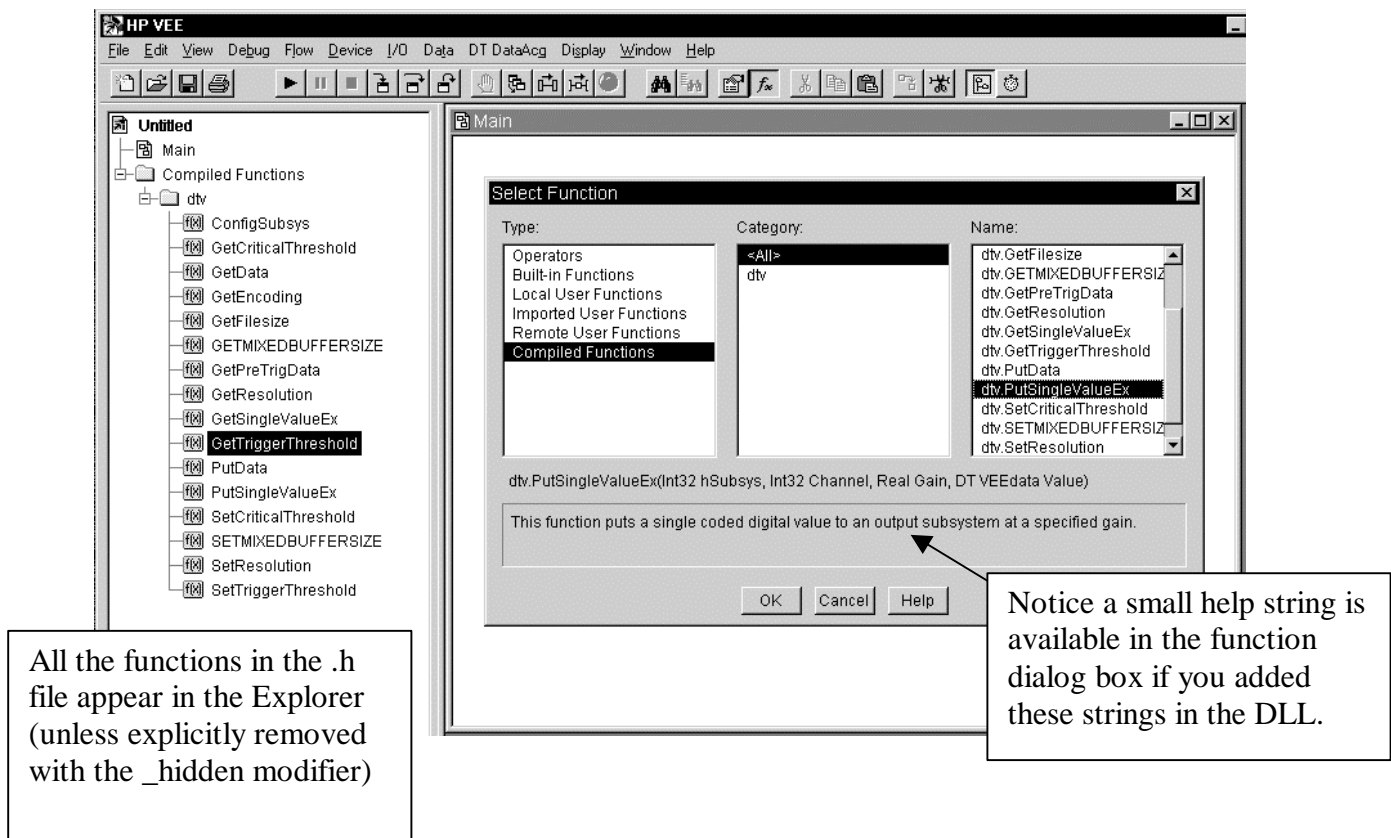 HP VEE
File Edit View Debug Flow Device I/O Data DT DataAcq Display Window Help
Untitled
Main
Compiled Functions
dtv
ConfigSubsys
GetCriticalThreshold
GetData
GetEncoding
GetFilesize
GETMIXEDBUFFERSIZE
GetPreTrigData
GetResolution
GetSingleValueEx
GetTriggerThreshold
PutData
PutSingleValueEx
SetCriticalThreshold
SETMIXEDBUFFERSIZE
SetResolution
SetTriggerThreshold
Main
Select Function
Type:
Operators
Built-in Functions
Local User Functions
Imported User Functions
Remote User Functions
Compiled Functions
Category:
<All>
dtv
Name:
dtv.GetFilesize
dtv.GETMIXEDBUFFERSIZ
dtv.GetPreTrigData
dtv.GetResolution
dtv.GetSingleValueEx
dtv.GetTriggerThreshold
dtv.PutData
dtv.PutSingleValueEx
dtv.SetCriticalThreshold
dtv.SETMIXEDBUFFERSIZ
dtv.SetResolution
dtv.PutSingleValueEx(Int32 hSubsys, Int32 Channel, Real Gain, DT VEEdata Value)
This function puts a single coded digital value to an output subsystem at a specified gain.
OK Cancel Help
All the functions in the .h
file appear in the Explorer
(unless explicitly removed
with the _hidden modifier)
Notice a small help string is
available in the function
dialog box if you added
these strings in the DLL.